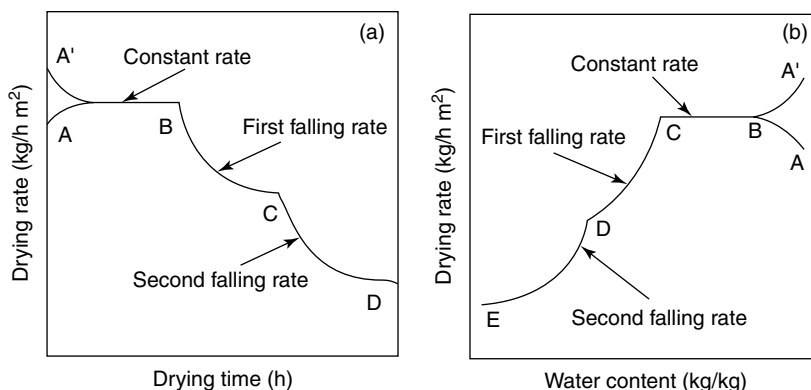 (a)
A'
Constant rate
A
B
First falling rate
C
Second falling rate
D
Drying rate (kg/h m²)
Drying time (h)
(b)
A'
Constant rate
C
B
A
First falling rate
D
E
Second falling rate
Drying rate (kg/h m²)
Water content (kg/kg)